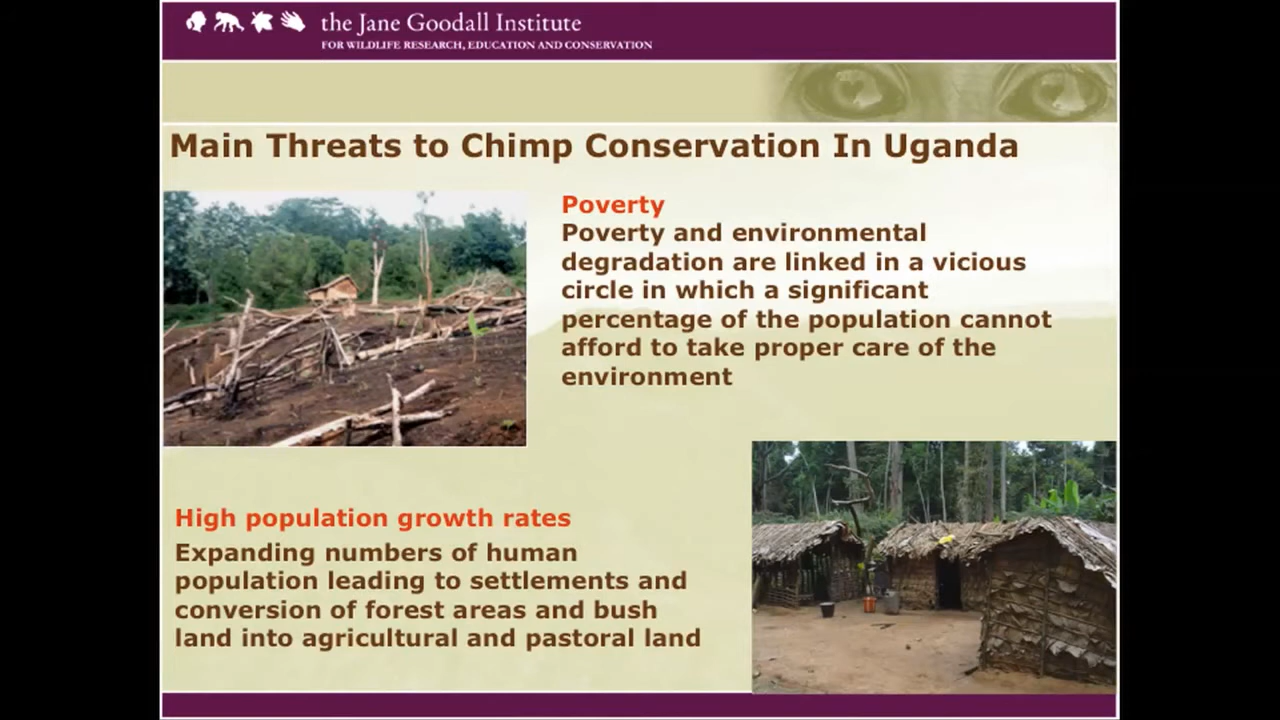 the Jane Goodall Institute
FOR WILDLIFE RESEARCH, EDUCATION AND CONSERVATION
Main Threats to Chimp Conservation In Uganda
Poverty
Poverty and environmental
degradation are linked in a vicious
circle in which a significant
percentage of the population cannot
afford to take proper care of the
environment
High population growth rates
Expanding numbers of human
population leading to settlements and
conversion of forest areas and bush
land into agricultural and pastoral land